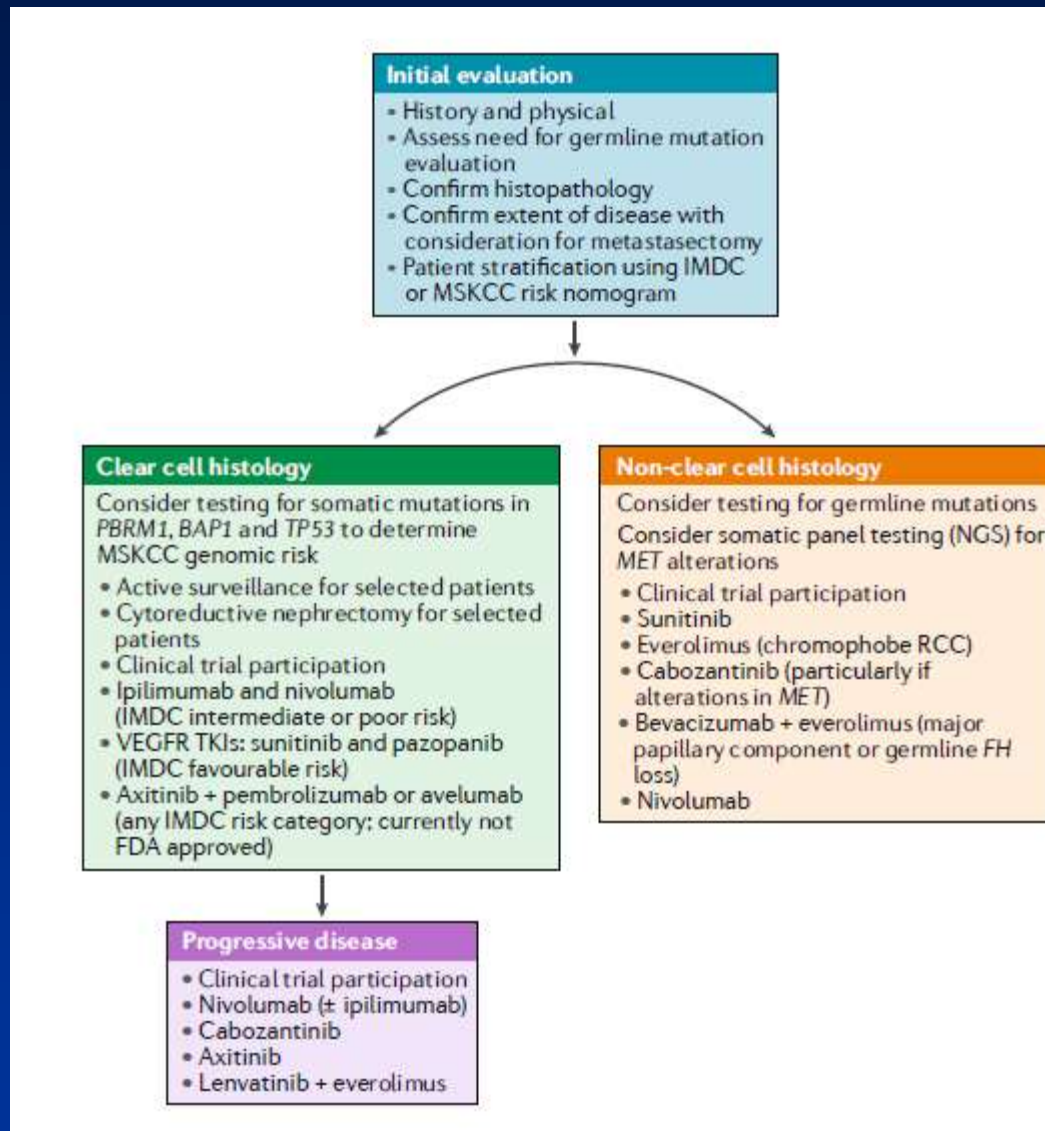 Initial evaluation
• History and physical
• Assess need for germline mutation
evaluation
• Confirm histopathology
• Confirm extent of disease with
consideration for metastasectomy
• Patient stratification using IMDC
or MSKCC risk nomogram
Clear cell histology
Consider testing for somatic mutations in
PBRM1, BAP1 and TP53 to determine
MSKCC genomic risk
• Active surveillance for selected patients
• Cytoreductive nephrectomy for selected
patients
• Clinical trial participation
• Ipilimumab and nivolumab
(IMDC intermediate or poor risk)
• VEGFR TKIs: sunitinib and pazopanib
(IMDC favourable risk)
• Axitinib + pembrolizumab or avelumab
(any IMDC risk category; currently not
FDA approved)
Non-clear cell histology
Consider testing for germline mutations
Consider somatic panel testing (NGS) for
MET alterations
• Clinical trial participation
• Sunitinib
• Everolimus (chromophobe RCC)
• Cabozantinib (particularly if
alterations in MET)
• Bevacizumab + everolimus (major
papillary component or germline FH
loss)
• Nivolumab
Progressive disease
• Clinical trial participation
• Nivolumab (± ipilimumab)
• Cabozantinib
• Axitinib
• Lenvatinib + everolimus